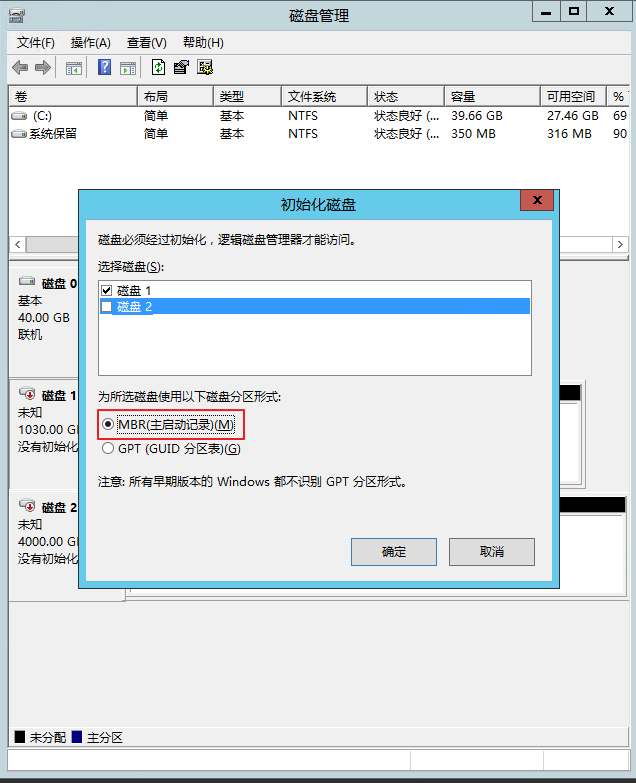 磁盘管理
文件(F) 操作(A) 查看(V) 帮助(H)
卷 布局 类型 文件系统 状态 容量 可用空间 %
(C:) 简单 基本 NTFS 状态良好 (... 39.66 GB 27.46 GB 69
系统保留 简单 基本 NTFS 状态良好 (... 350 MB 316 MB 90
初始化磁盘
磁盘必须经过初始化，逻辑磁盘管理器才能访问。
选择磁盘(S):
磁盘 1
磁盘 2
为所选磁盘使用以下磁盘分区形式:
MBR(主启动记录)(M)
GPT (GUID 分区表)(G)
注意: 所有早期版本的 Windows 都不识别 GPT 分区形式。
确定 取消
磁盘 0
基本
40.00 GB
联机
磁盘 1
未知
1030.00 G
没有初始化
磁盘 2
未知
4000.00 G
没有初始化
未分配 主分区